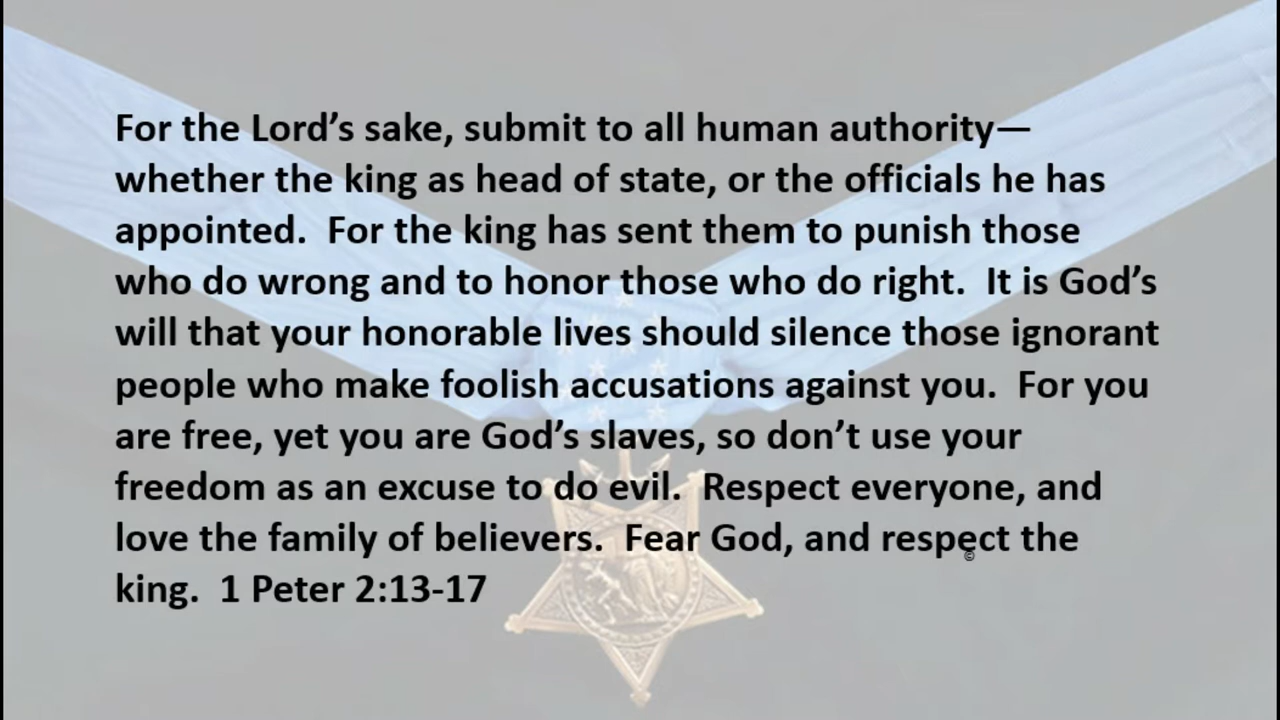 For the Lord’s sake, submit to all human authority—
whether the king as head of state, or the officials he has
appointed.  For the king has sent them to punish those
who do wrong and to honor those who do right.  It is God’s
will that your honorable lives should silence those ignorant
people who make foolish accusations against you.  For you
are free, yet you are God’s slaves, so don’t use your
freedom as an excuse to do evil.  Respect everyone, and
love the family of believers.  Fear God, and respect the
©
king.  1 Peter 2:13-17